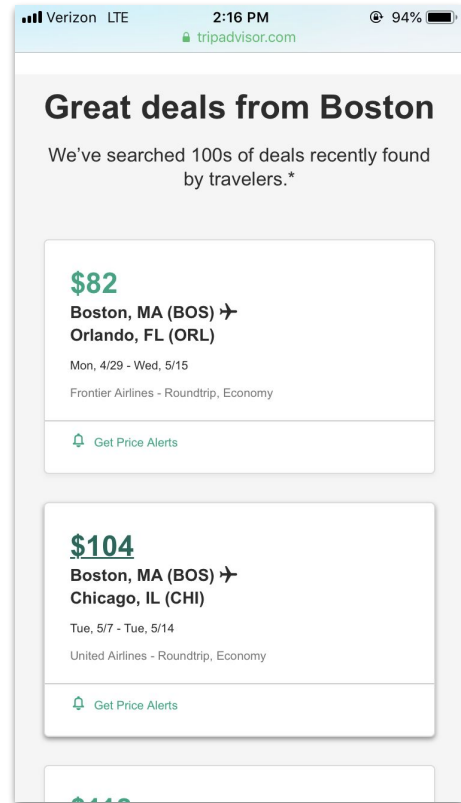 Verizon LTE 2:16 PM 94%
tripadvisor.com
Great deals from Boston
We've searched 100s of deals recently found
by travelers.*
$82
Boston, MA (BOS)
Orlando, FL (ORL)
Mon, 4/29 - Wed, 5/15
Frontier Airlines - Roundtrip, Economy
Get Price Alerts
$104
Boston, MA (BOS)
Chicago, IL (CHI)
Tue, 5/7 - Tue, 5/14
United Airlines - Roundtrip, Economy
Get Price Alerts